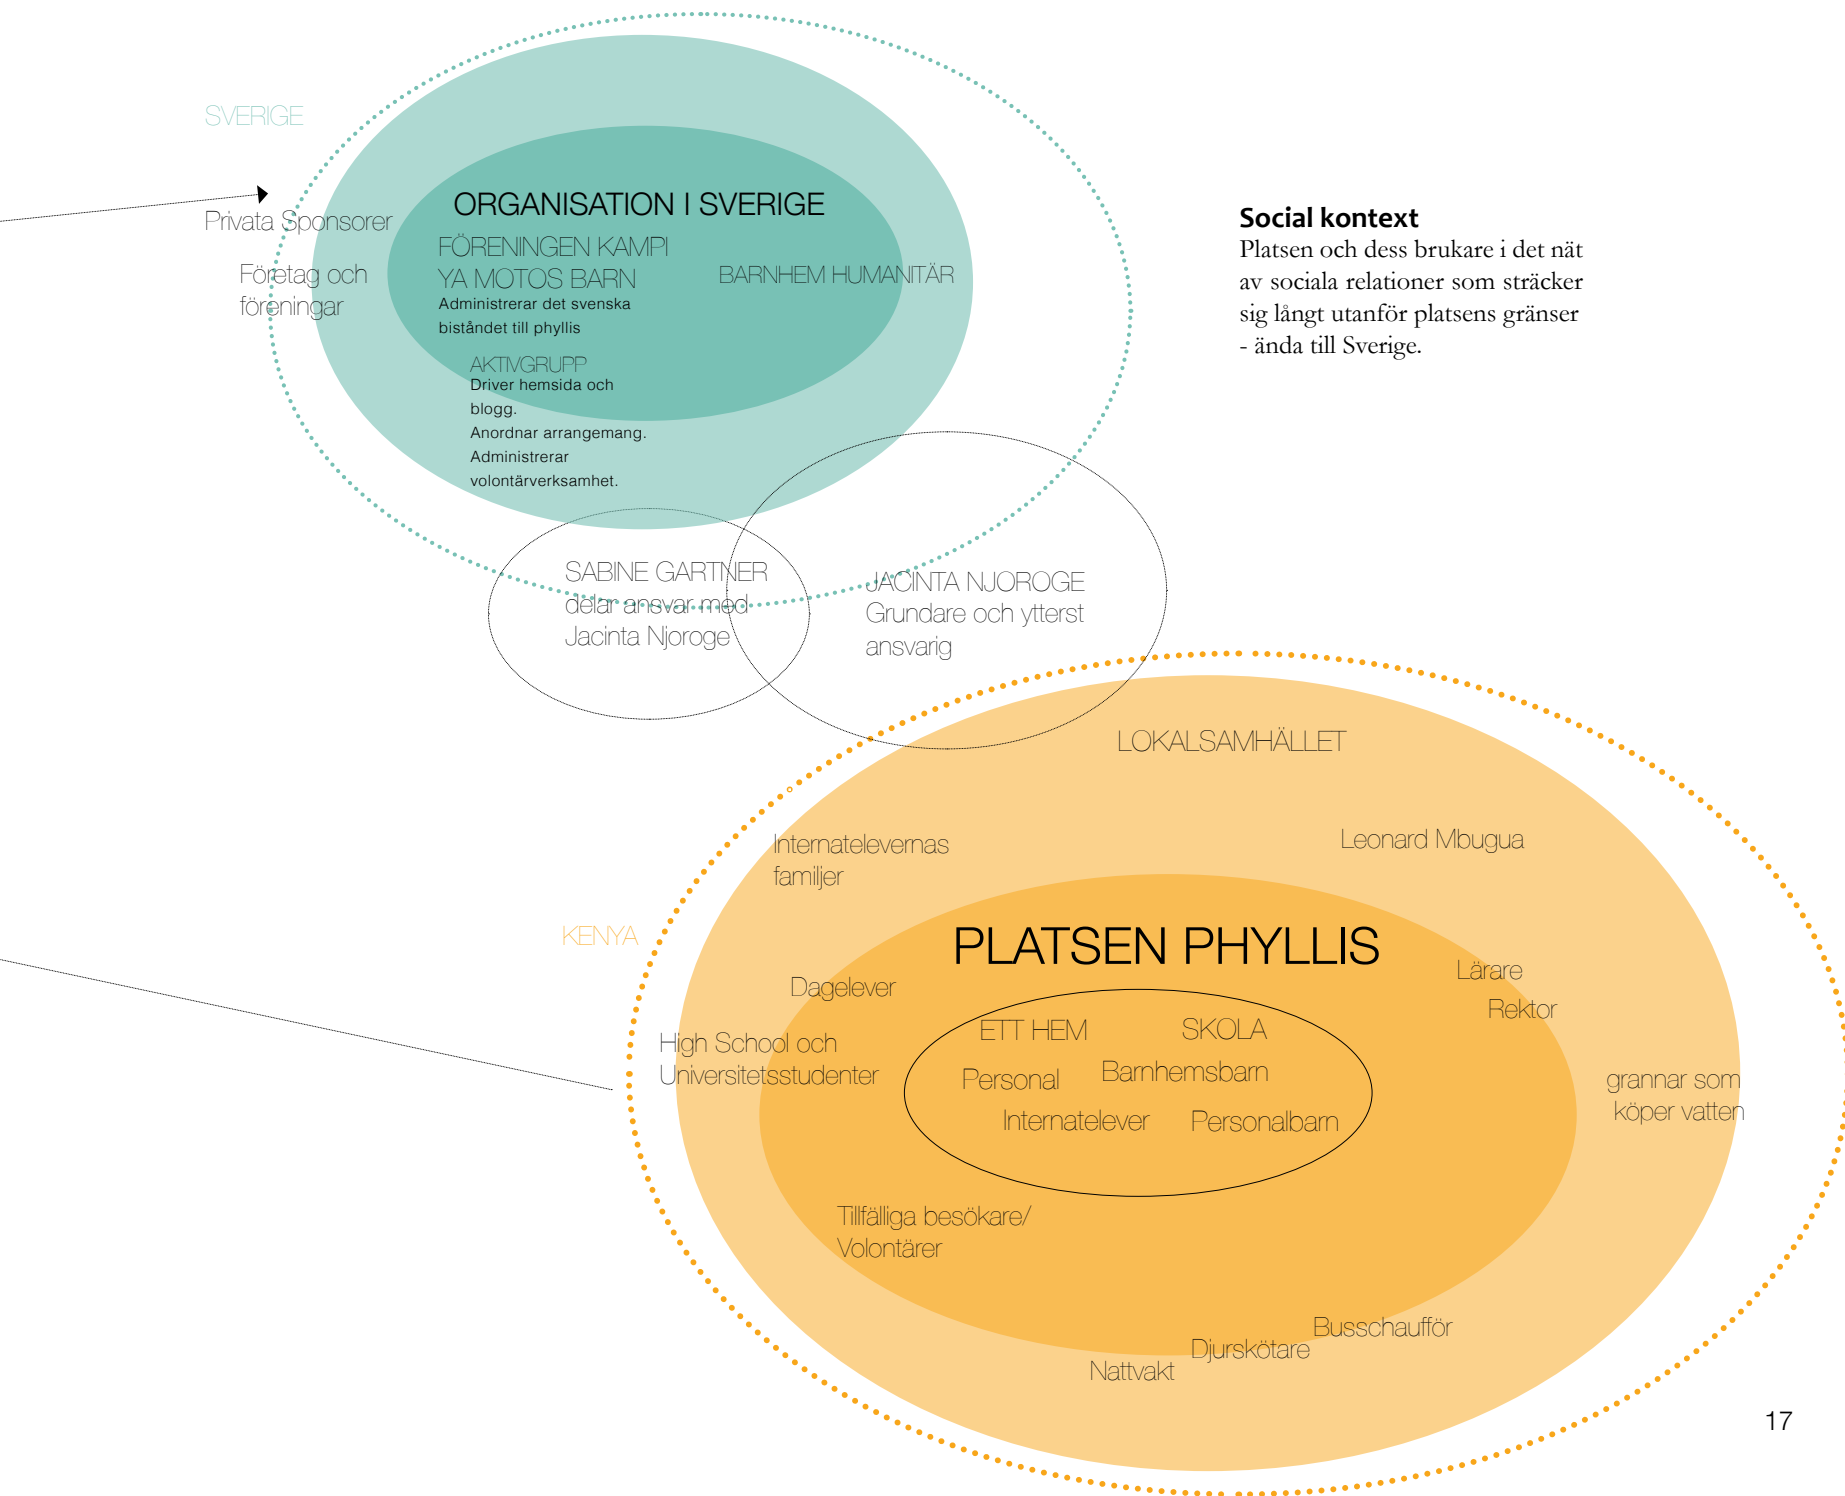 SVERIGE
Privata Sponsorer
Företag och
föreningar
ORGANISATION I SVERIGE
FÖRENINGEN KAMPI
YA MOTOS BARN
Administrerar det svenska
biståndet till phyllis
BARNHEM HUMANITÄR
AKTIVGRUPP
Driver hemsida och
blogg.
Anordnar arrangemang.
Administrerar
volontärverksamhet.
Social kontext
Platsen och dess brukare i det nät
av sociala relationer som sträcker
sig långt utanför platsens gränser
- ända till Sverige.
SABINE GARTNER
delar ansvar med
Jacinta Njoroge
JACINTA NJOROGE
Grundare och ytterst
ansvarig
LOKALSAMHÄLLET
Internatelevernas
familjer
Leonard Mbugua
KENYA
PLATSEN PHYLLIS
Dagelever
Lärare
Rektor
High School och
Universitetsstudenter
ETT HEM
SKOLA
Personal
Barnhemsbarn
Internatelever
Personalbarn
grannar som
köper vatten
Tillfälliga besökare/
Volontärer
Busschaufför
Djurskötare
Nattvakt
17